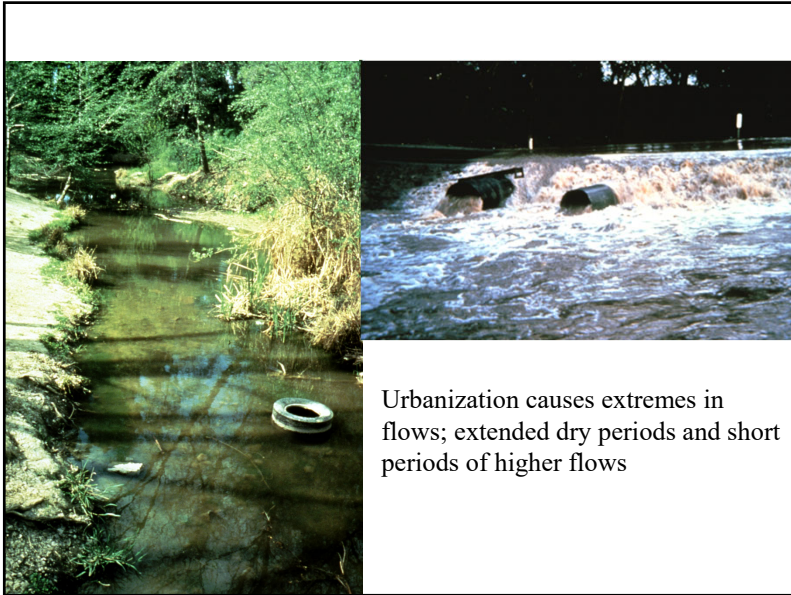 Urbanization causes extremes in
flows; extended dry periods and short
periods of higher flows